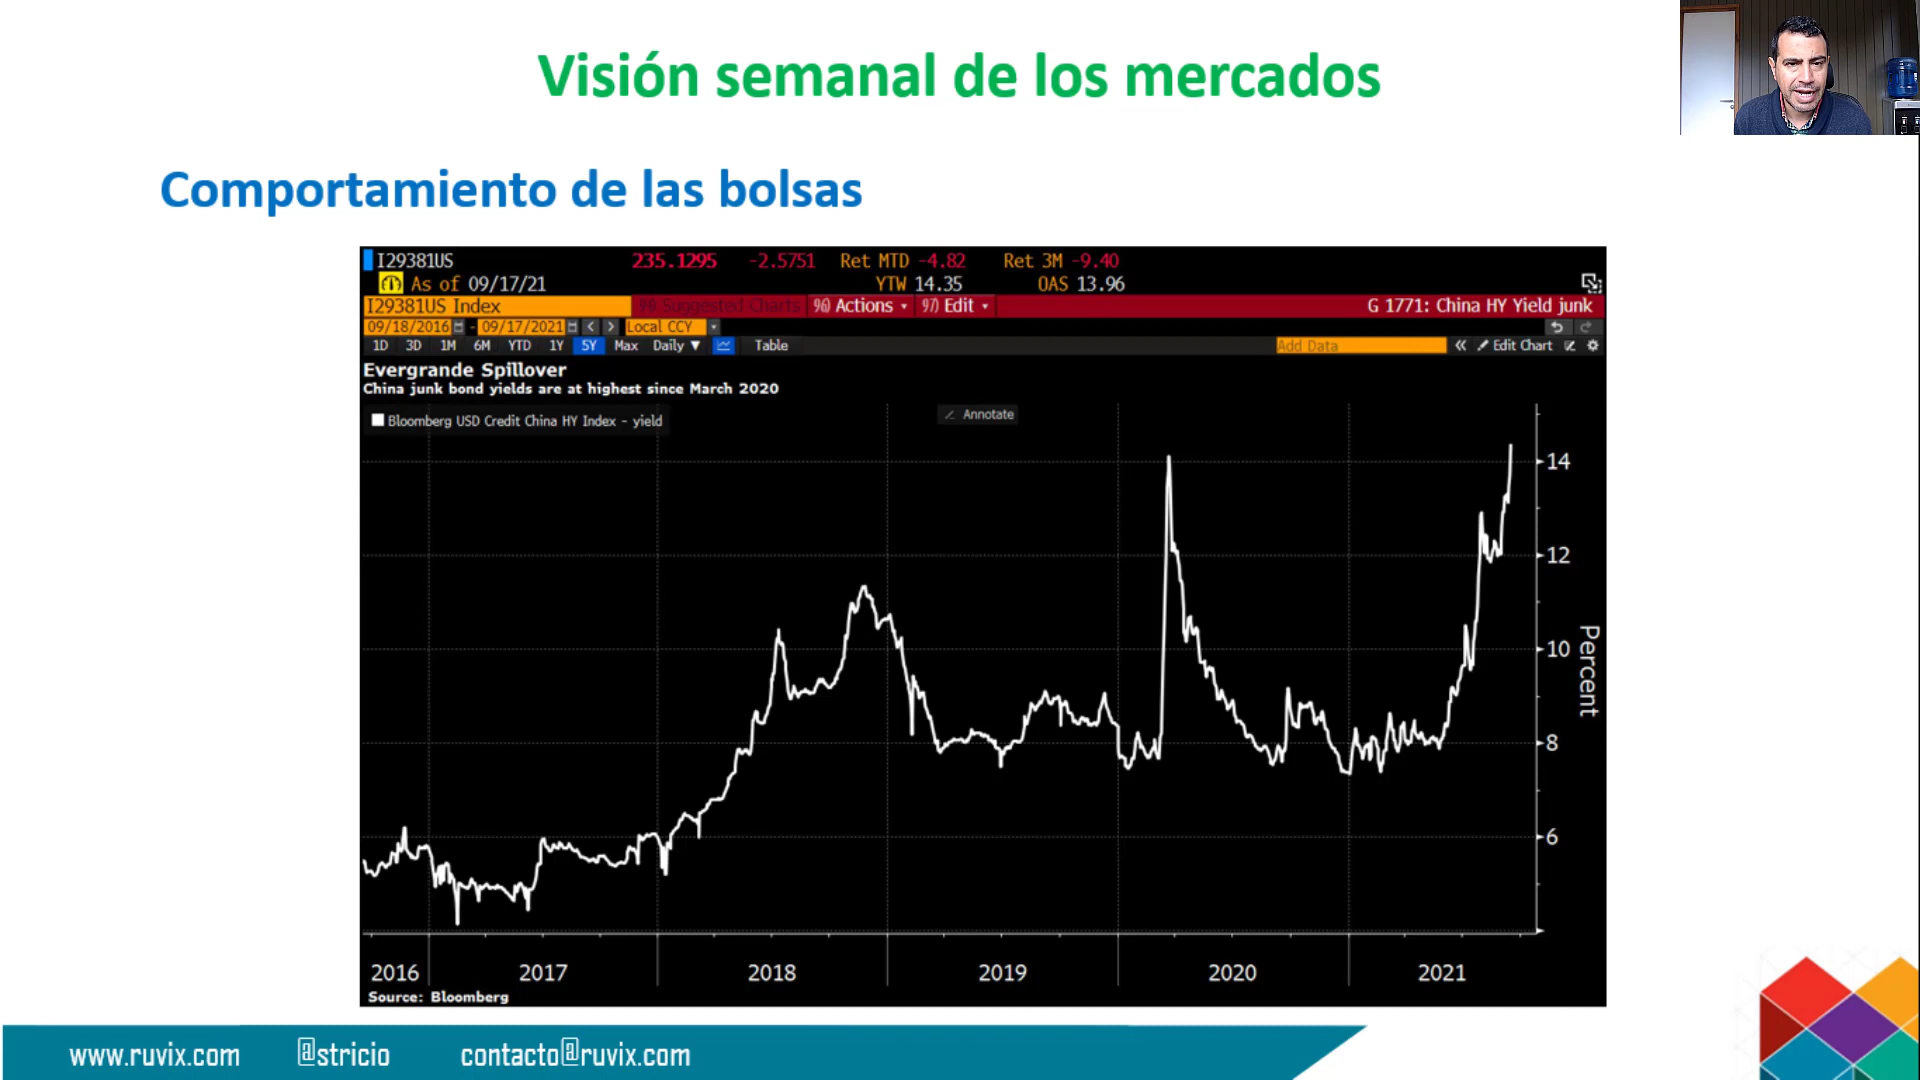 Visión semanal de los mercados
Comportamiento de las bolsas
I29381US 235.1295 -2.5751 Ret MTD -4.82 Ret 3M -9.40
As of 09/17/21 YTW 14.35 OAS 13.96
I29381US Index 98) Suggested Charts 96) Actions 97) Edit G 1771: China HY Yield junk
09/18/2016 - 09/17/2021 < > Local CCY
1D 3D 1M 6M YTD 1Y 5Y Max Daily ▼ Table Add Data « Edit Chart
Evergrande Spillover
China junk bond yields are at highest since March 2020
Bloomberg USD Credit China HY Index - yield
Annotate
14
12
10
8
6
Percent
2016 2017 2018 2019 2020 2021
Source: Bloomberg
www.ruvix.com @stricio contacto@ruvix.com